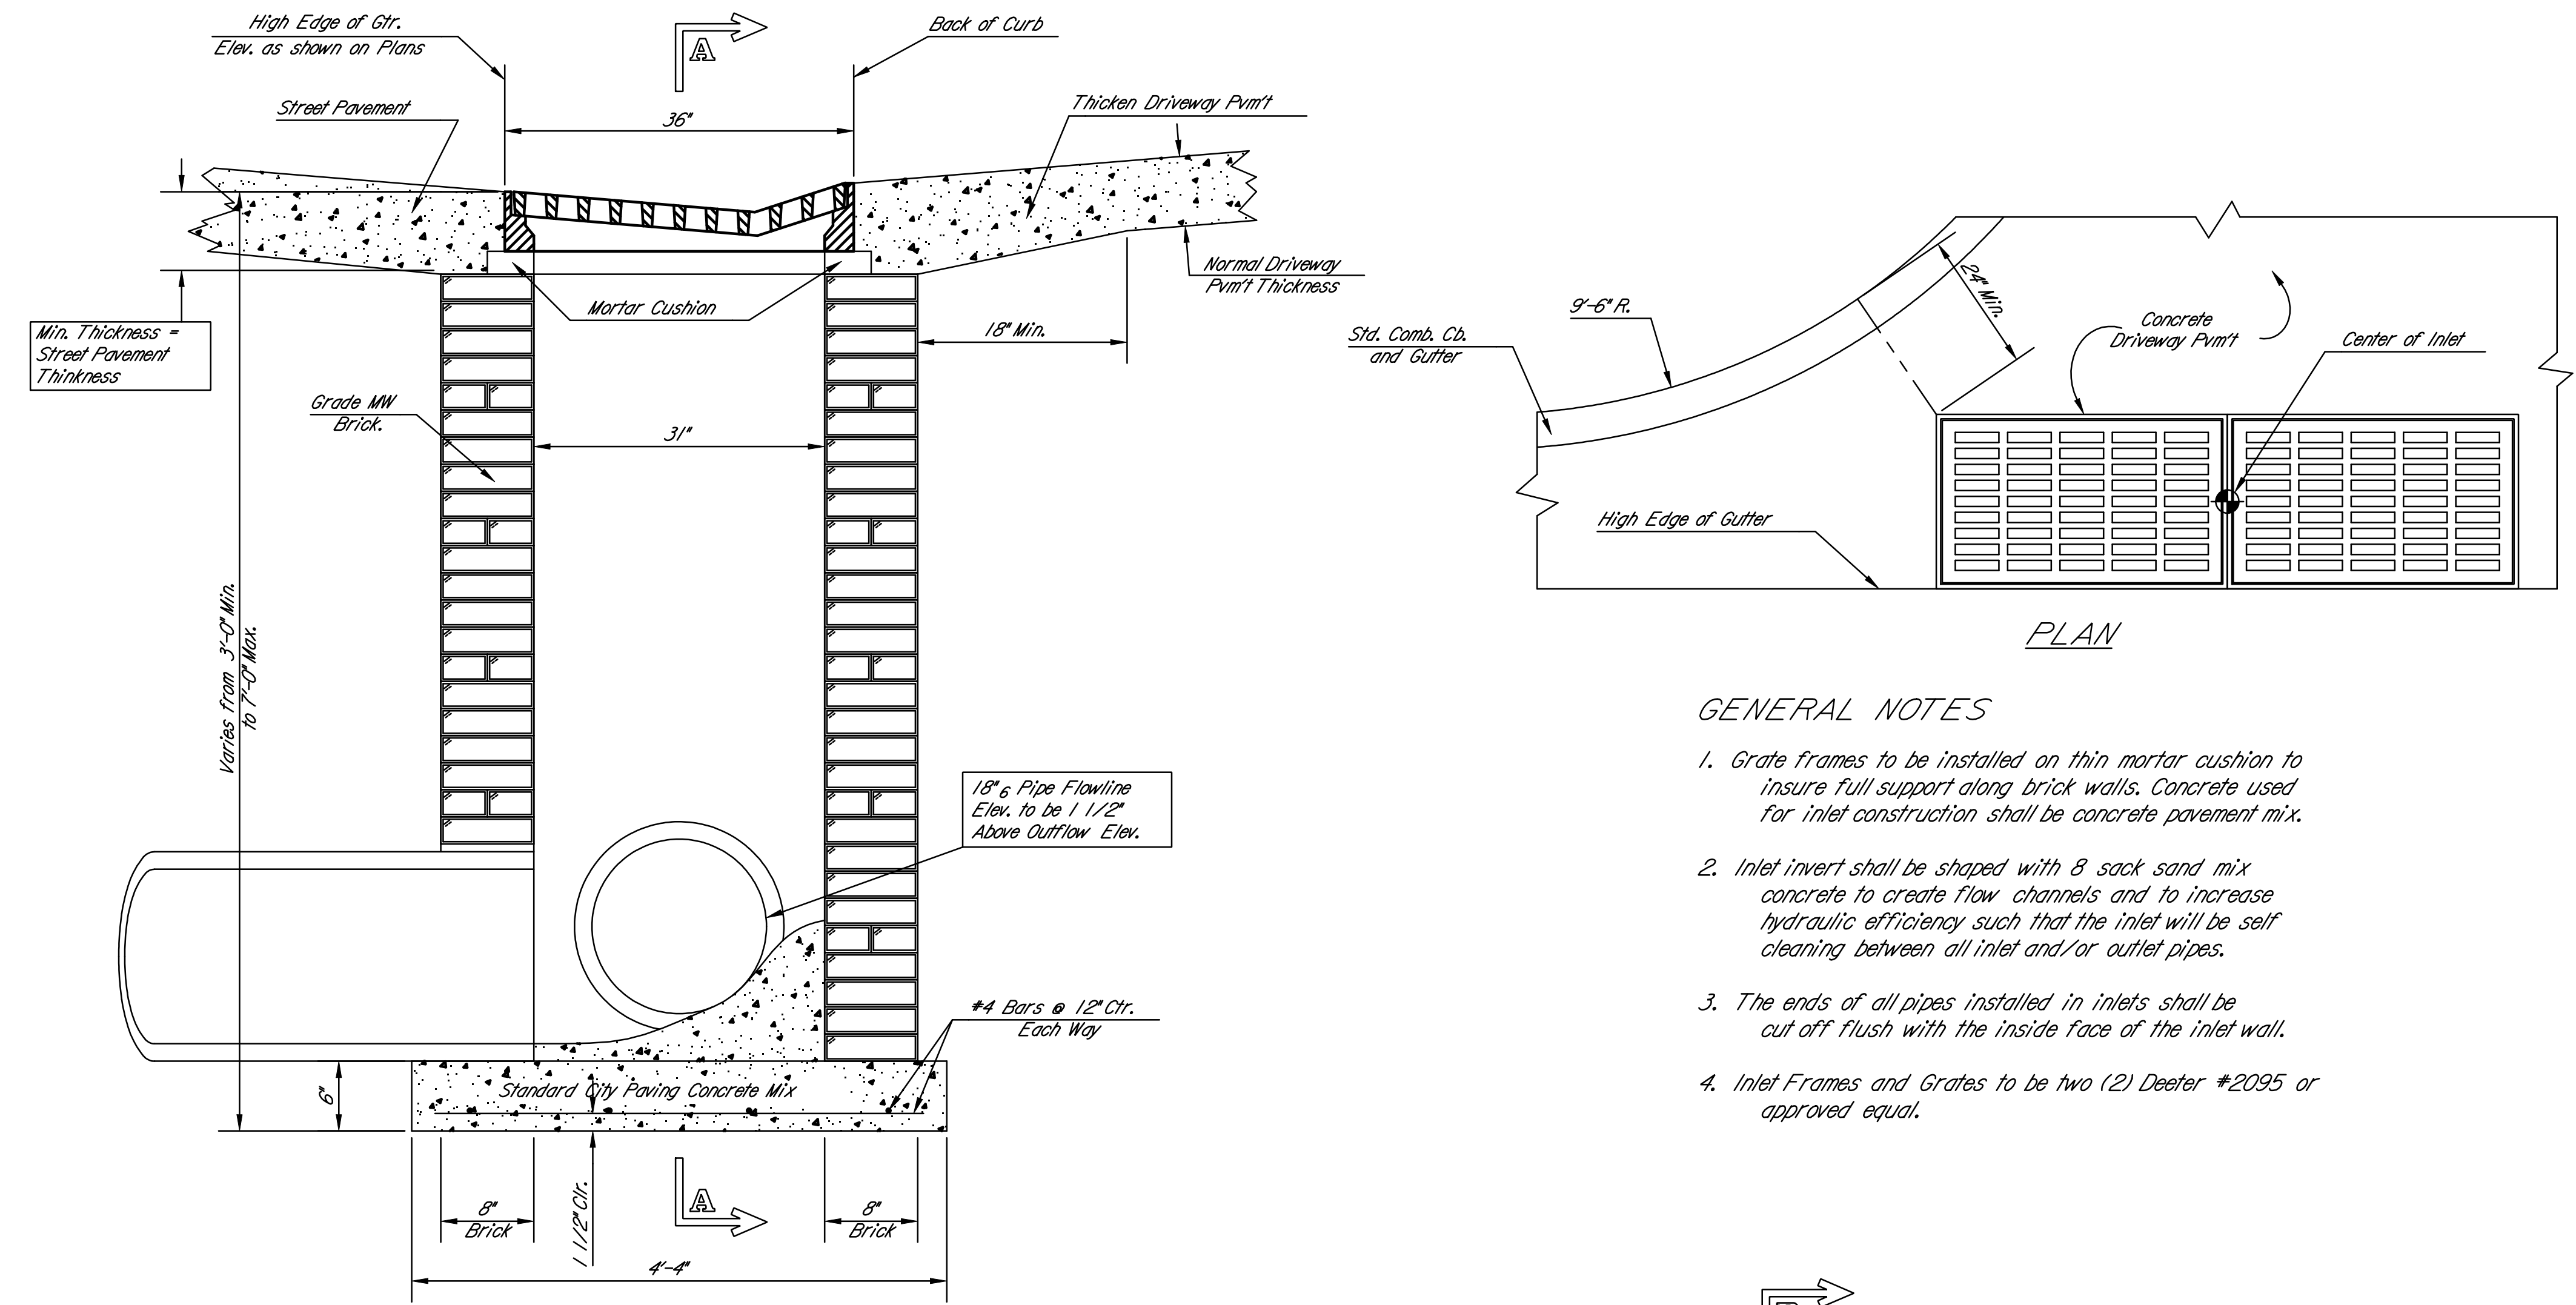 High Edge of Gtr.
Elev. as shown on Plans
A
Back of Curb
Street Pavement
36"
Thicken Driveway Pvm't
Normal Driveway
Pvm't Thickness
Mortar Cushion
18" Min.
Min. Thickness =
Street Pavement
Thinkness
Grade MW
Brick.
31"
Varies from 3'-0" Min.
to 7'-0" Max.
18"6 Pipe Flowline
Elev. to be 1 1/2"
Above Outflow Elev.
#4 Bars @ 12" Ctr.
Each Way
Standard City Paving Concrete Mix
6"
8"
Brick
1 1/2" Clr.
A
8"
Brick
4'-4"
24" Min.
9'-6" R.
Std. Comb. Cb.
and Gutter
Concrete
Driveway Pvm't
Center of Inlet
High Edge of Gutter
PLAN
GENERAL NOTES
1. Grate frames to be installed on thin mortar cushion to
insure full support along brick walls. Concrete used
for inlet construction shall be concrete pavement mix.
2. Inlet invert shall be shaped with 8 sack sand mix
concrete to create flow channels and to increase
hydraulic efficiency such that the inlet will be self
cleaning between all inlet and/or outlet pipes.
3. The ends of all pipes installed in inlets shall be
cut off flush with the inside face of the inlet wall.
4. Inlet Frames and Grates to be two (2) Deeter #2095 or
approved equal.